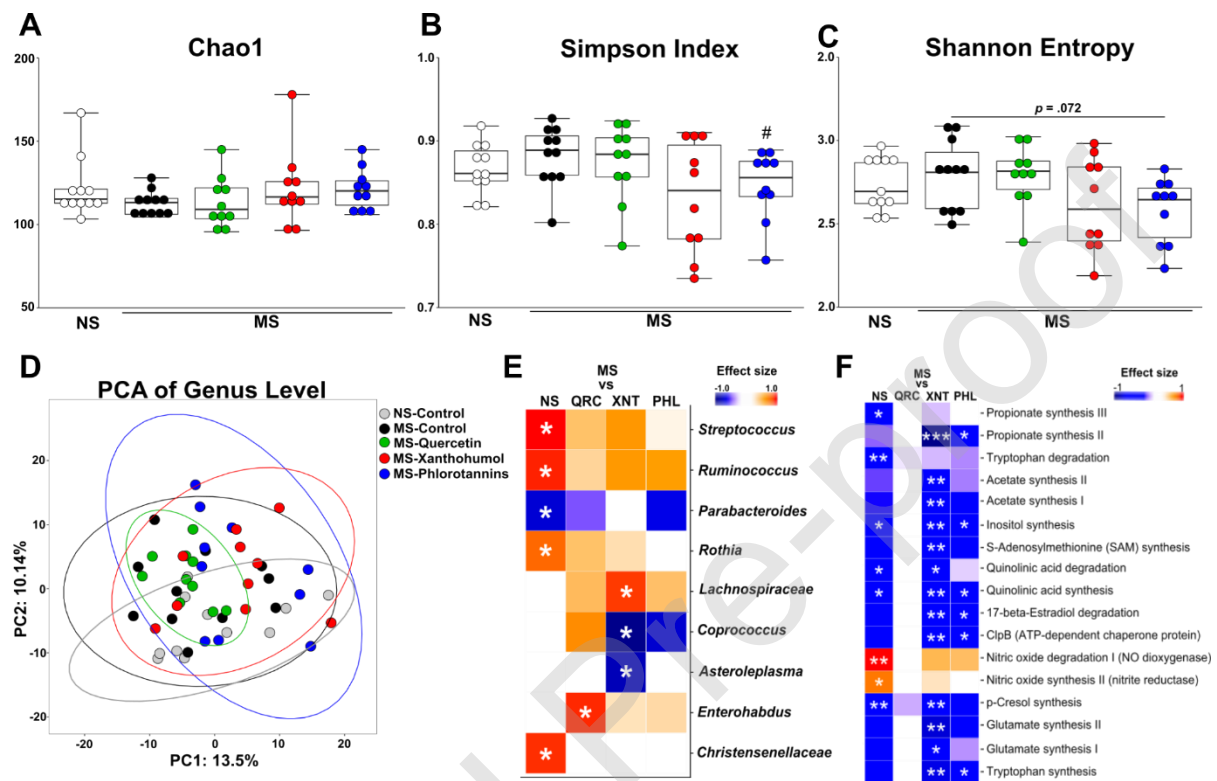 A
Chao1
200
150
100
50
NS
MS
B
Simpson Index
1.0
0.9
0.8
0.7
#
NS
MS
C
Shannon Entropy
2.0
3.0
2.5
2.0
p = .072
NS
MS
D
PCA of Genus Level
PC2: 10.14%
20
10
0
-10
-20
-20
-10
0
10
20
PC1: 13.5%
NS-Control
MS-Control
MS-Quercetin
MS-Xanthohumol
MS-Phlorotannins
E
MS
vs
NS QRC XNT PHL
Effect size
-1.0 1.0
* Streptococcus
* Ruminococcus
* Parabacteroides
* Rothia
* Lachnospiraceae
* Coprococcus
* Asteroleplasma
* Enterohabdus
* Christensenellaceae
F
MS
vs
NS QRC XNT PHL
Effect size
-1 1
* Propionate synthesis III
*** * Propionate synthesis II
** Tryptophan degradation
** Acetate synthesis II
** Acetate synthesis I
* ** * Inositol synthesis
** S-Adenosylmethionine (SAM) synthesis
* * Quinolinic acid degradation
* ** * Quinolinic acid synthesis
** * 17-beta-Estradiol degradation
** * ClpB (ATP-dependent chaperone protein)
** Nitric oxide degradation I (NO dioxygenase)
* Nitric oxide synthesis II (nitrite reductase)
** ** p-Cresol synthesis
** Glutamate synthesis II
* Glutamate synthesis I
** * Tryptophan synthesis
Pre-proof